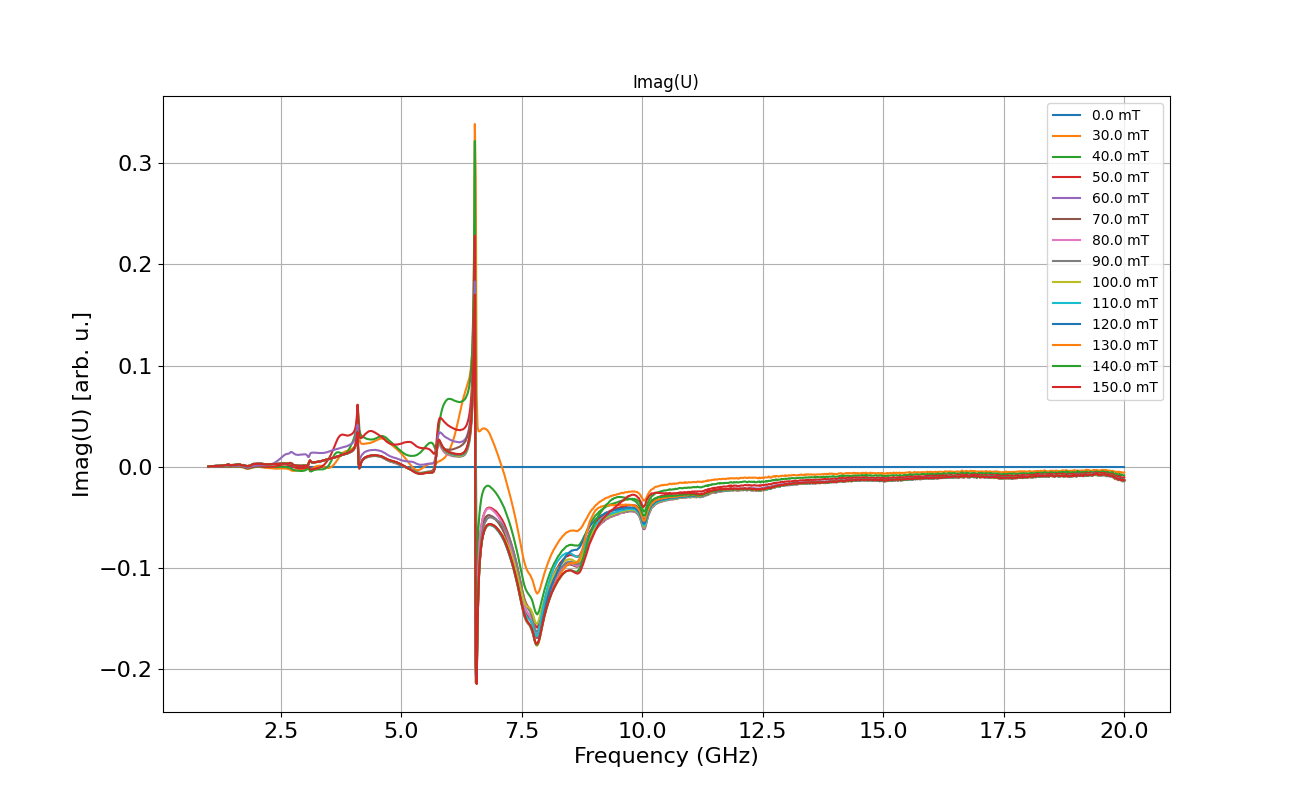 Imag(U)
0.0 mT
30.0 mT
40.0 mT
50.0 mT
60.0 mT
70.0 mT
80.0 mT
90.0 mT
100.0 mT
110.0 mT
120.0 mT
130.0 mT
140.0 mT
150.0 mT
0.3
0.2
0.1
0.0
−0.1
−0.2
Imag(U) [arb. u.]
2.5 5.0 7.5 10.0 12.5 15.0 17.5 20.0
Frequency (GHz)